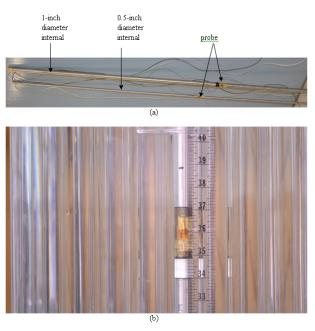 1-inch
diameter
internal
0.5-inch
diameter
internal
probe
(a)
40
39
38
37
36
35
34
33
(b)